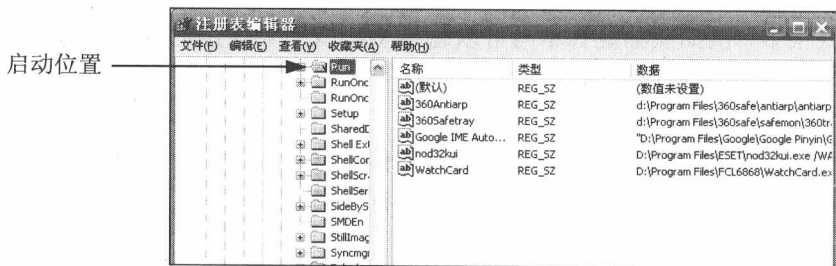 注册表编辑器
文件(F) 编辑(E) 查看(V) 收藏夹(A) 帮助(H)
启动位置
Run
RunOnc
RunOnc
Setup
SharedD
Shell Ext
ShellCor
ShellScr
ShellSer
SideByS
SMDEn
StillImag
Syncmgr
名称 类型 数据
(默认) REG_SZ (数值未设置)
360Antiarp REG_SZ d:\Program Files\360safe\antiarp\antiarp
360Safetray REG_SZ d:\Program Files\360safe\safemon\360tr
Google IME Auto... REG_SZ "D:\Program Files\Google\Google Pinyin\G
nod32kui REG_SZ D:\Program Files\ESET\nod32kui.exe /WA
WatchCard REG_SZ D:\Program Files\FCL6868\WatchCard.ex